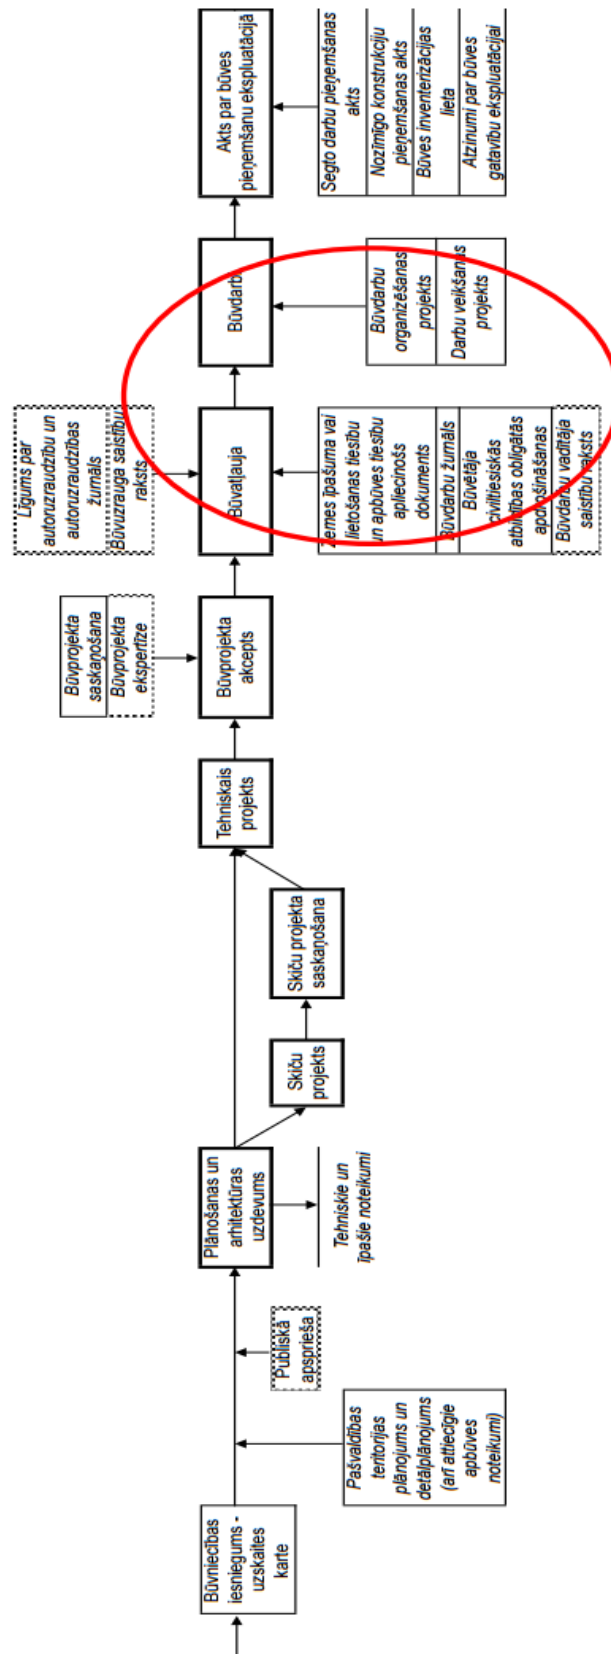 Būvniecības
iesniegums -
uzskaites
karte
Pašvaldības
teritorijas
plānojums un
detālplānojums
(arī attiecīgie
apbūves
noteikumi)
Publiskā
apsprieša
Plānošanas un
arhitektūras
uzdevums
Tehniskie un
īpašie noteikumi
Skiču
projekts
Skiču projekta
saskaņošana
Tehniskais
projekts
Būvprojekta
saskaņošana
Būvprojekta
ekspertīze
Būvprojekta
akcepts
Līgums par
autoruzraudzību un
autoruzraudzības
žurnāls
Būvuzrauga saistību
raksts
Būvatļauja
Zemes īpašuma vai
lietošanas tiesību
un apbūves tiesību
apliecinošs
dokuments
Būvdarbu žurnāls
Būvētāja
civiltiesiskās
atbildības obligātās
apdrošināšanas
Būvdarbu vadītāja
saistību raksts
Būvdarbi
Būvdarbu
organizēšanas
projekts
Darbu veikšanas
projekts
Akts par būves
pieņemšanu ekspluatācijā
Segto darbu pieņemšanas
akts
Nozīmīgo konstrukciju
pieņemšanas akts
Būves inventerizācijas
lieta
Atzinumi par būves
gatavību ekspluatācijai